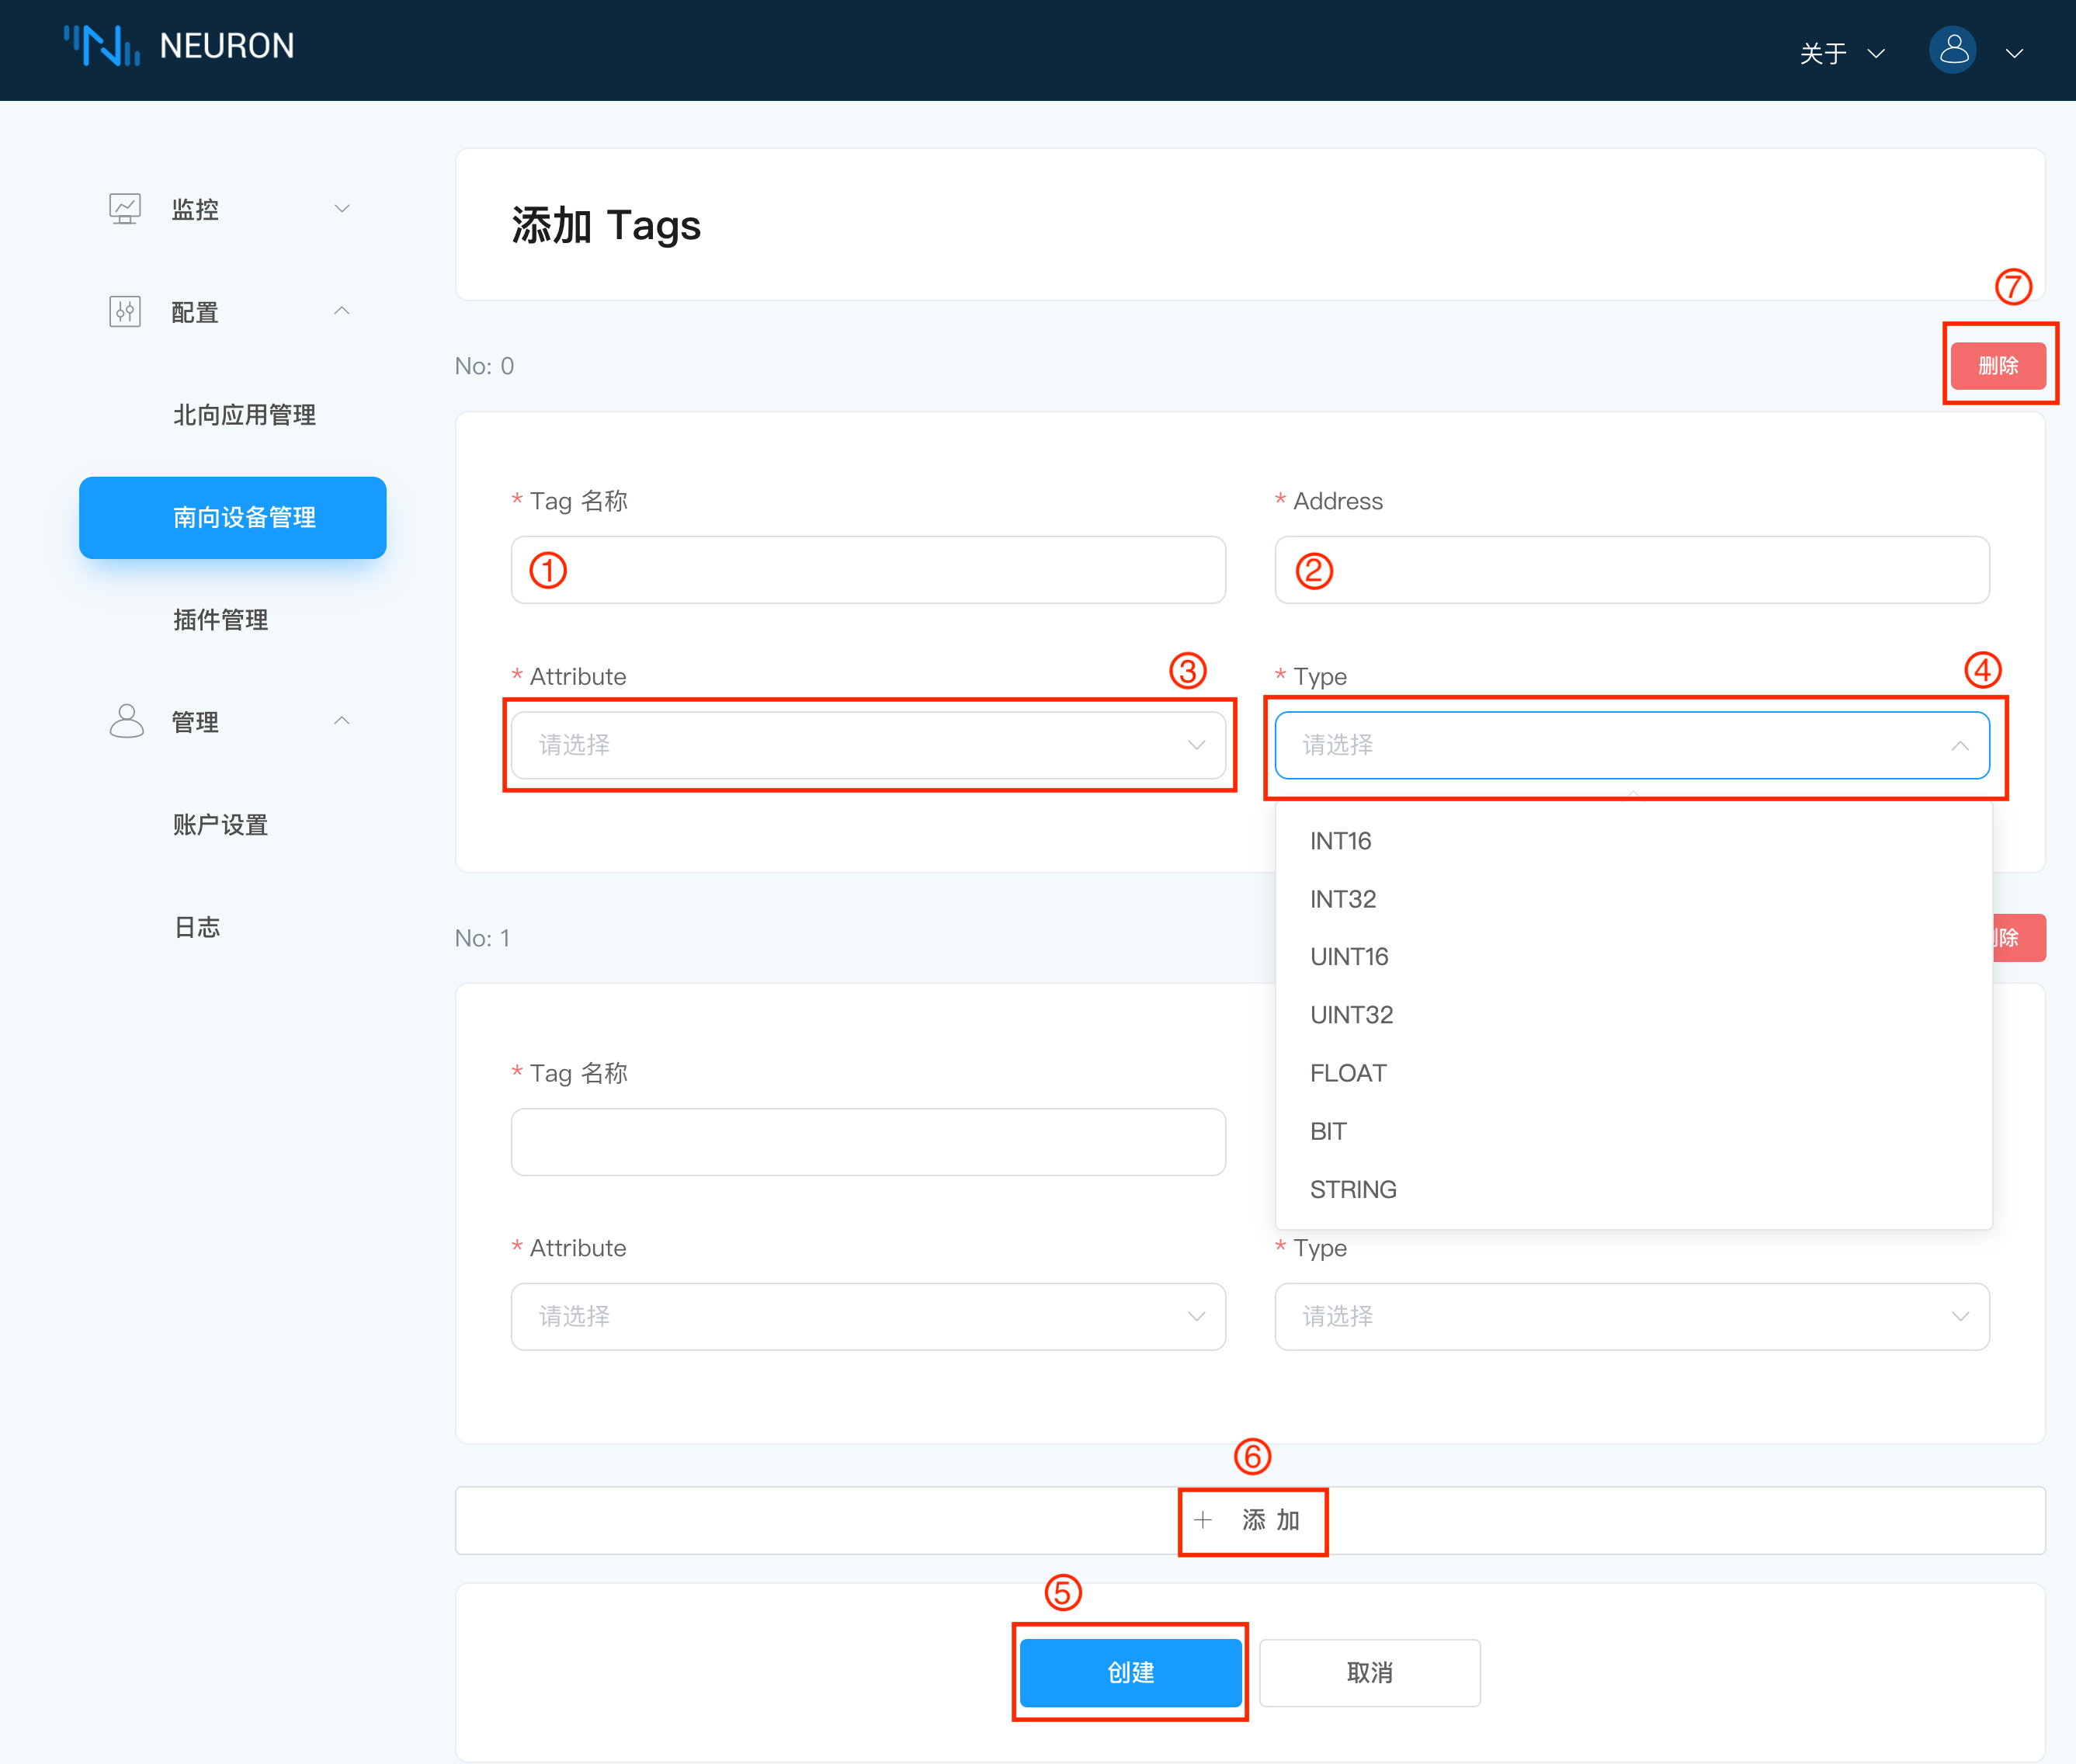 NEURON
关于
监控
配置
北向应用管理
南向设备管理
插件管理
管理
账户设置
日志
添加 Tags
⑦
No: 0
删除
* Tag 名称
* Address
①
②
* Attribute
③
* Type
④
请选择
请选择
INT16
INT32
UINT16
UINT32
FLOAT
BIT
STRING
No: 1
除
* Tag 名称
* Attribute
* Type
请选择
请选择
⑥
+ 添 加
⑤
创建
取消